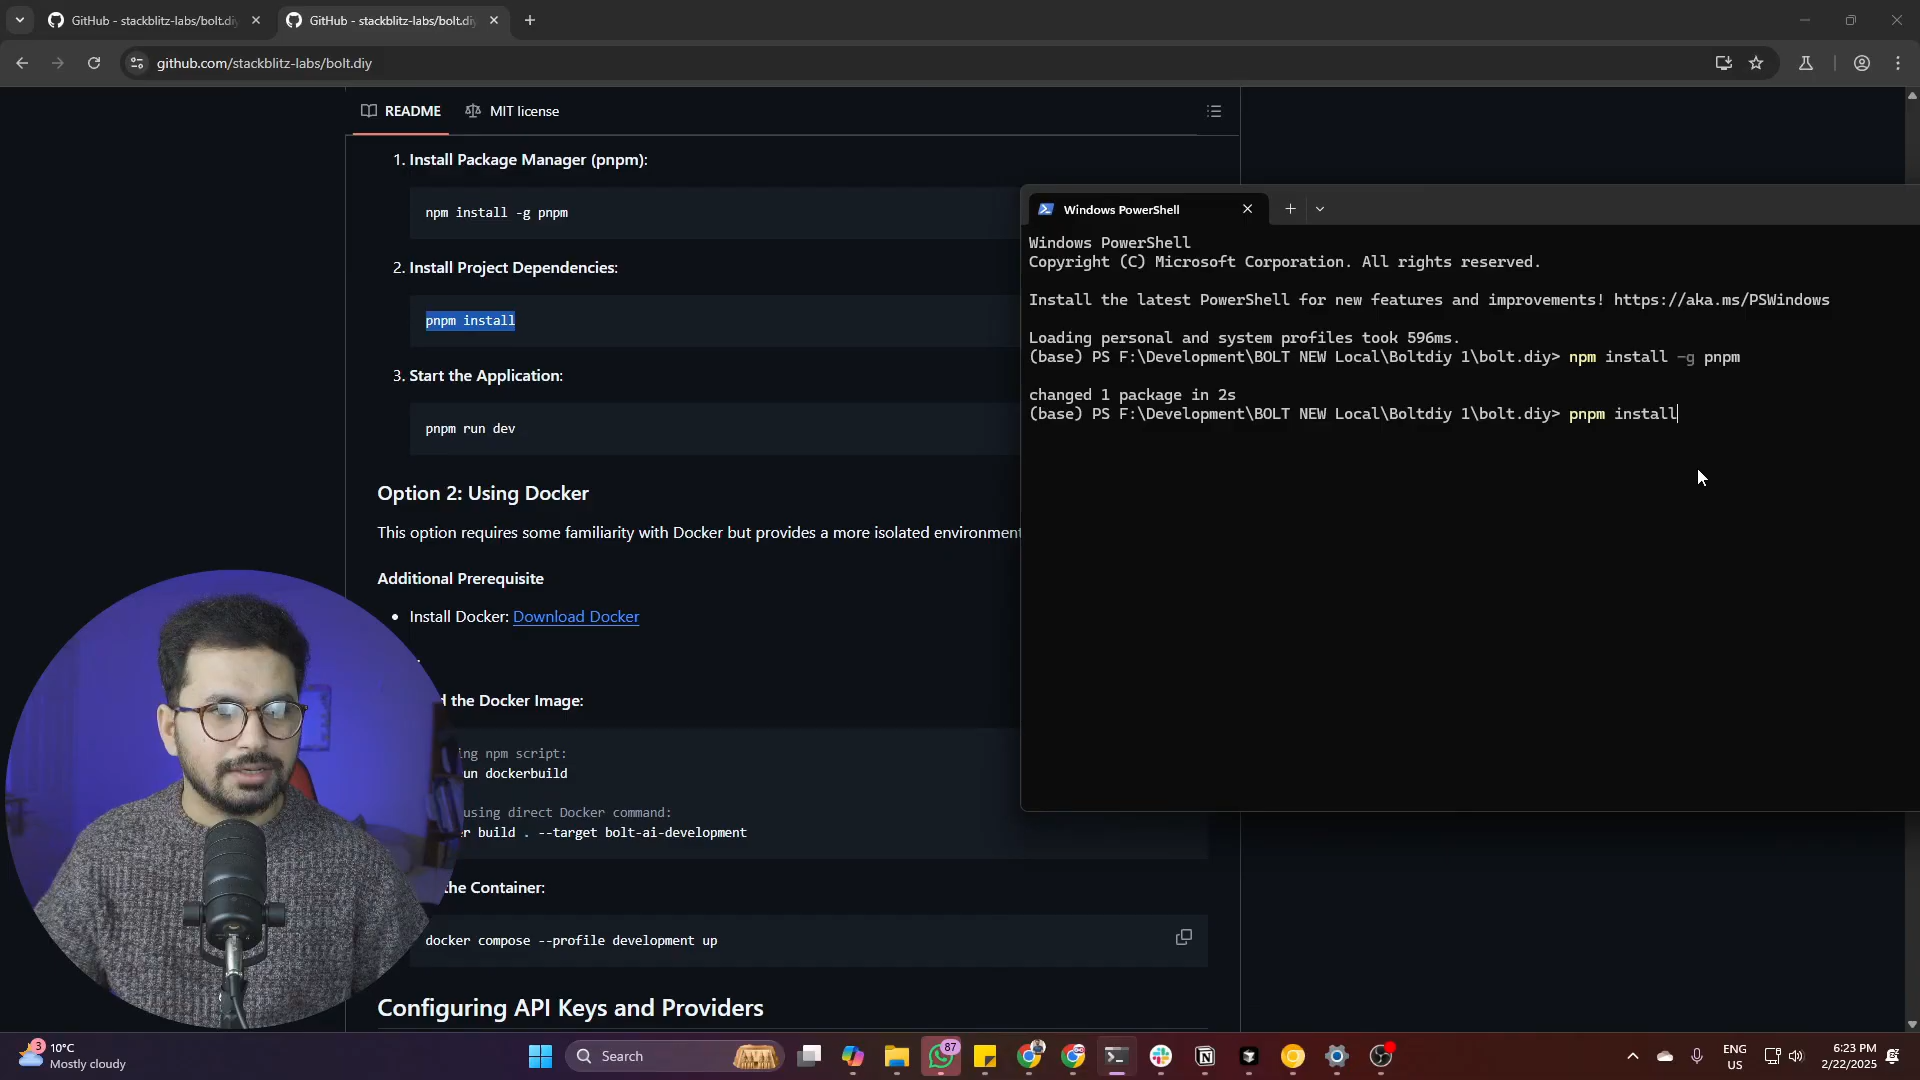 GitHub - stackblitz-labs/bolt.diy
GitHub - stackblitz-labs/bolt.di
github.com/stackblitz-labs/bolt.diy
README
MIT license
1. Install Package Manager (pnpm):
npm install -g pnpm
2. Install Project Dependencies:
pnpm install
3. Start the Application:
pnpm run dev
Option 2: Using Docker
This option requires some familiarity with Docker but provides a more isolated environment
Additional Prerequisite
• Install Docker: Download Docker
the Docker Image:
npm script:
dockerbuild
using direct Docker command:
build . --target bolt-ai-development
the Container:
docker compose --profile development up
Configuring API Keys and Providers
Windows PowerShell
Windows PowerShell
Copyright (C) Microsoft Corporation. All rights reserved.
Install the latest PowerShell for new features and improvements! https://aka.ms/PSWindows
Loading personal and system profiles took 596ms.
(base) PS F:\Development\BOLT NEW Local\Boltdiy 1\bolt.diy> npm install -g pnpm
changed 1 package in 2s
(base) PS F:\Development\BOLT NEW Local\Boltdiy 1\bolt.diy> pnpm install
3
10°C
Mostly cloudy
Search
87
ENG
US
6:23 PM
2/22/2025